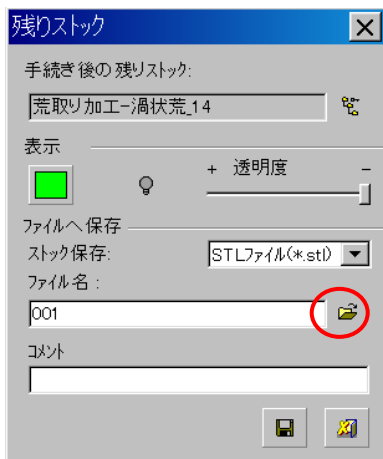 残りストック
手続き後の残りストック:
荒取り加工-渦状荒_14
表示
+ 透明度 -
ファイルへ保存
ストック保存: STLファイル(*.stl)
ファイル名 :
001
コメント